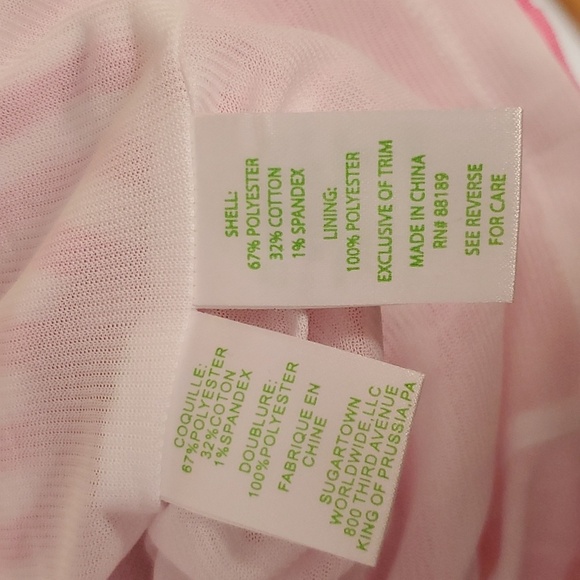 SHELL:
67% POLYESTER
32% COTTON
1% SPANDEX
LINING:
100% POLYESTER
EXCLUSIVE OF TRIM
MADE IN CHINA
RN# 88189
SEE REVERSE
FOR CARE
COQUILLE:
67%POLYESTER
32%COTON
1%SPANDEX
DOUBLURE:
100%POLYESTER
FABRIQUE EN
CHINE
SUGARTOWN
WORLDWIDE,LLC
800 THIRD AVENUE
KING OF PRUSSIA,PA